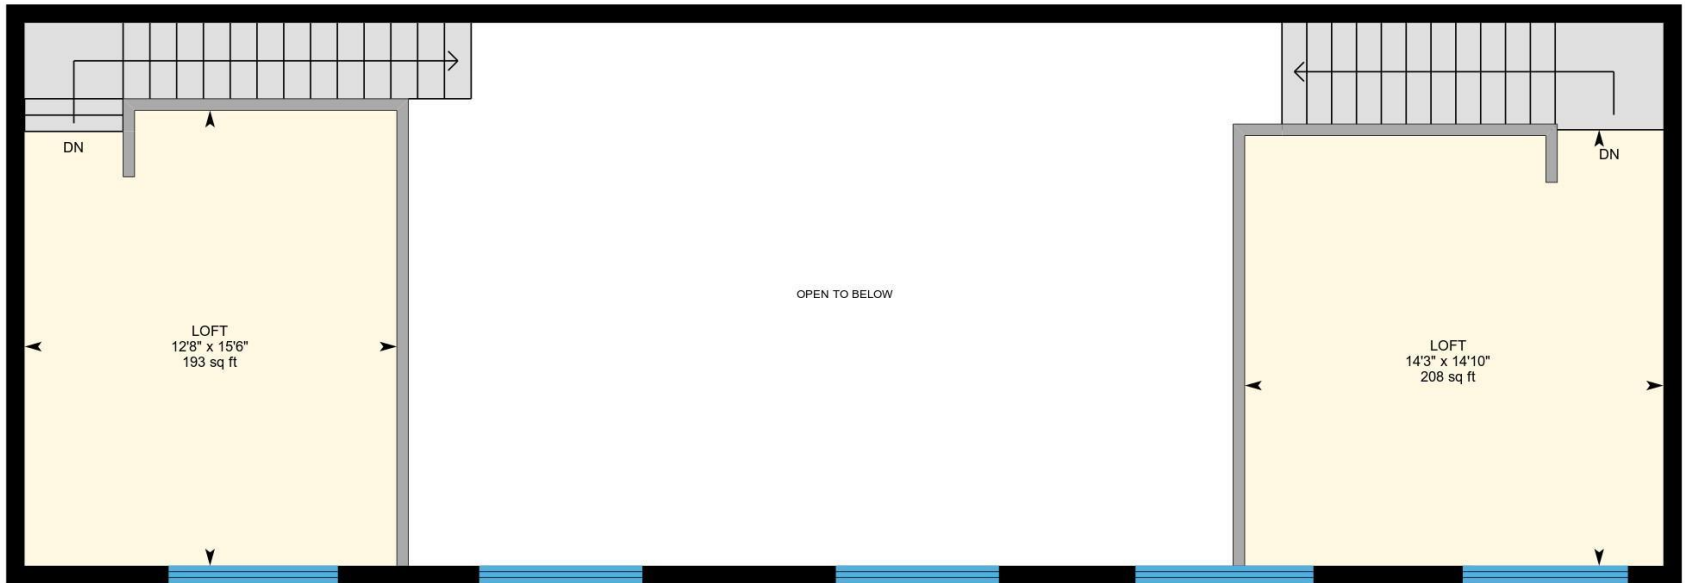 DN
DN
OPEN TO BELOW
LOFT
12'8" x 15'6"
193 sq ft
LOFT
14'3" x 14'10"
208 sq ft